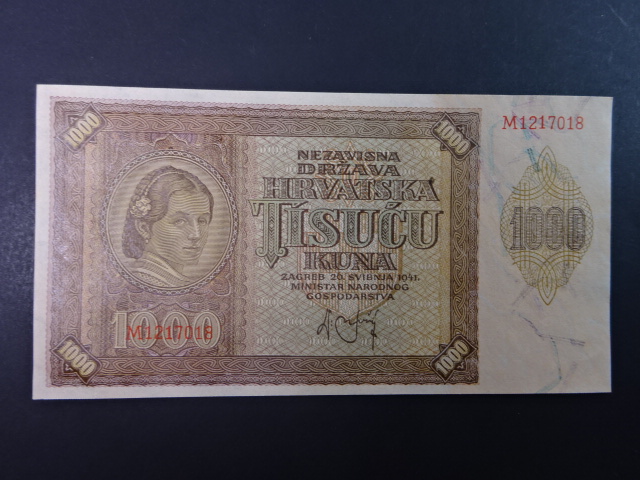 1000
1000
M1217018
NEZAVISNA
DRŽAVA
HRVATSKA
TISUĆU
KUNA
1000
ZAGREB 26. SVIBNJA 1941.
MINISTAR NARODNOG
GOSPODARSTVA
1000
M1217018
1000
1000